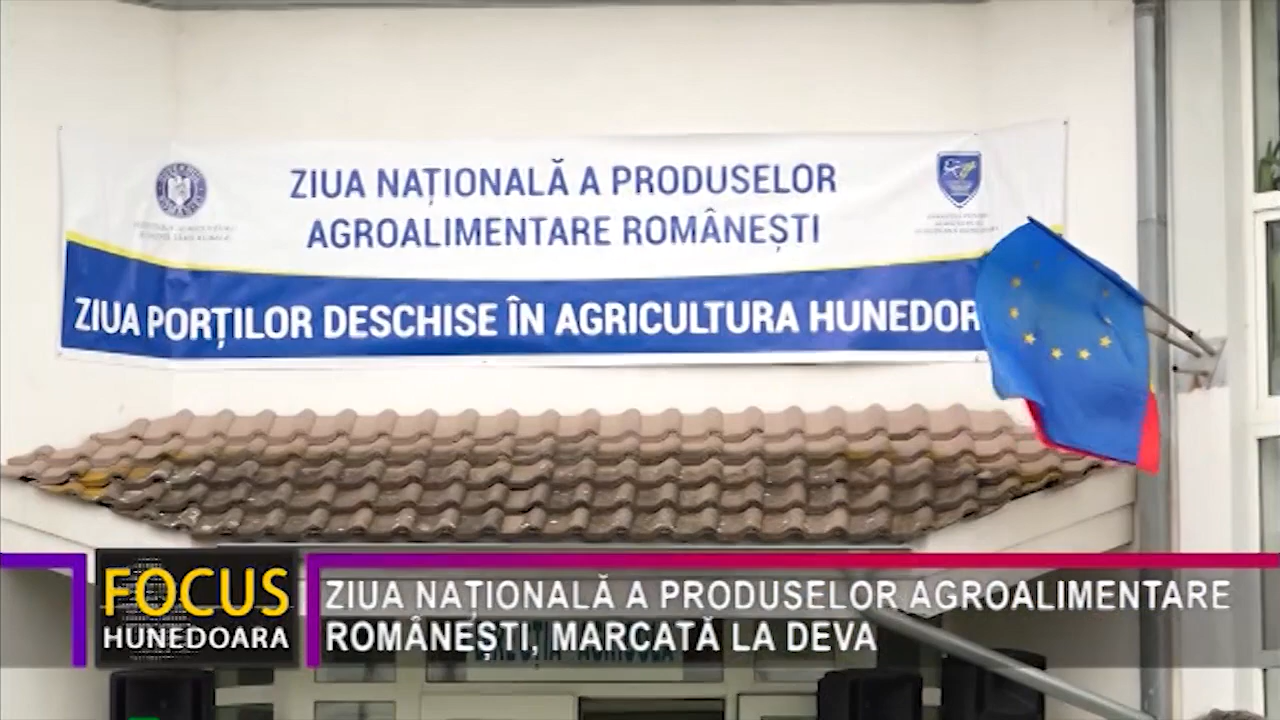 ZIUA NAȚIONALĂ A PRODUSELOR
AGROALIMENTARE ROMÂNEȘTI
ZIUA PORȚILOR DESCHISE ÎN AGRICULTURA HUNEDOR
FOCUS
HUNEDOARA
ZIUA NAȚIONALĂ A PRODUSELOR AGROALIMENTARE
ROMÂNEȘTI, MARCATĂ LA DEVA